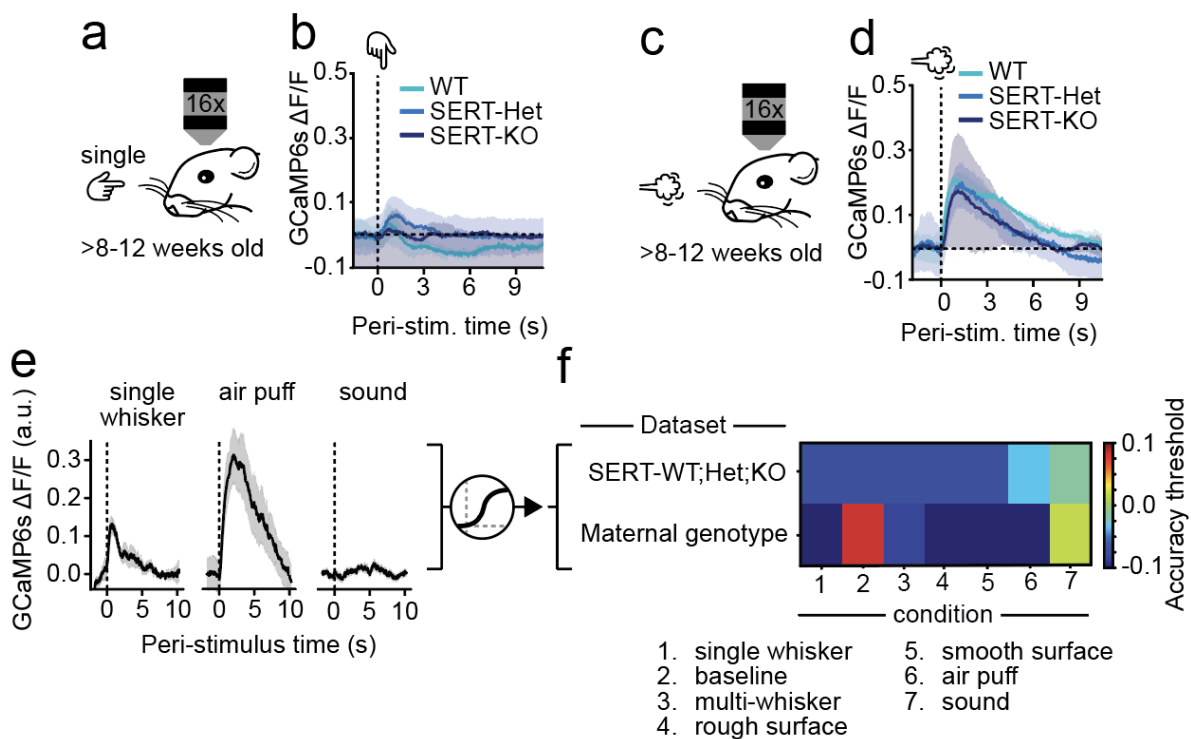 a
16x
single
>8-12 weeks old
b
GCaMP6s ΔF/F
0.5
0.3
0.1
-0.1
WT
SERT-Het
SERT-KO
0 3 6 9
Peri-stim. time (s)
c
16x
>8-12 weeks old
d
GCaMP6s ΔF/F
0.5
0.3
0.1
-0.1
WT
SERT-Het
SERT-KO
0 3 6 9
Peri-stim. time (s)
e
single whisker
air puff
sound
GCaMP6s ΔF/F (a.u.)
0.3
0.2
0.1
0.0
0 5 10
0 5 10
0 5 10
Peri-stimulus time (s)
f
Dataset
SERT-WT;Het;KO
Maternal genotype
1 2 3 4 5 6 7
condition
0.1
0.0
-0.1
Accuracy threshold
1. single whisker
2. baseline
3. multi-whisker
4. rough surface
5. smooth surface
6. air puff
7. sound